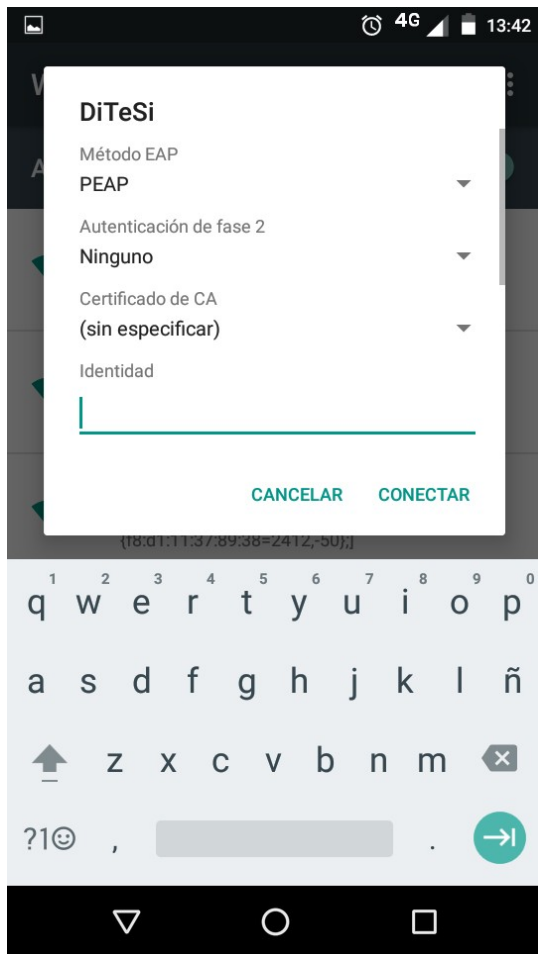 4G 13:42
W
A
DiTeSi
Método EAP
PEAP
Autenticación de fase 2
Ninguno
Certificado de CA
(sin especificar)
Identidad
CANCELAR CONECTAR
{f8:d1:11:37:89:38=2412,-50};]
1 2 3 4 5 6 7 8 9 0
q w e r t y u i o p
a s d f g h j k l ñ
z x c v b n m
?1☺ , .